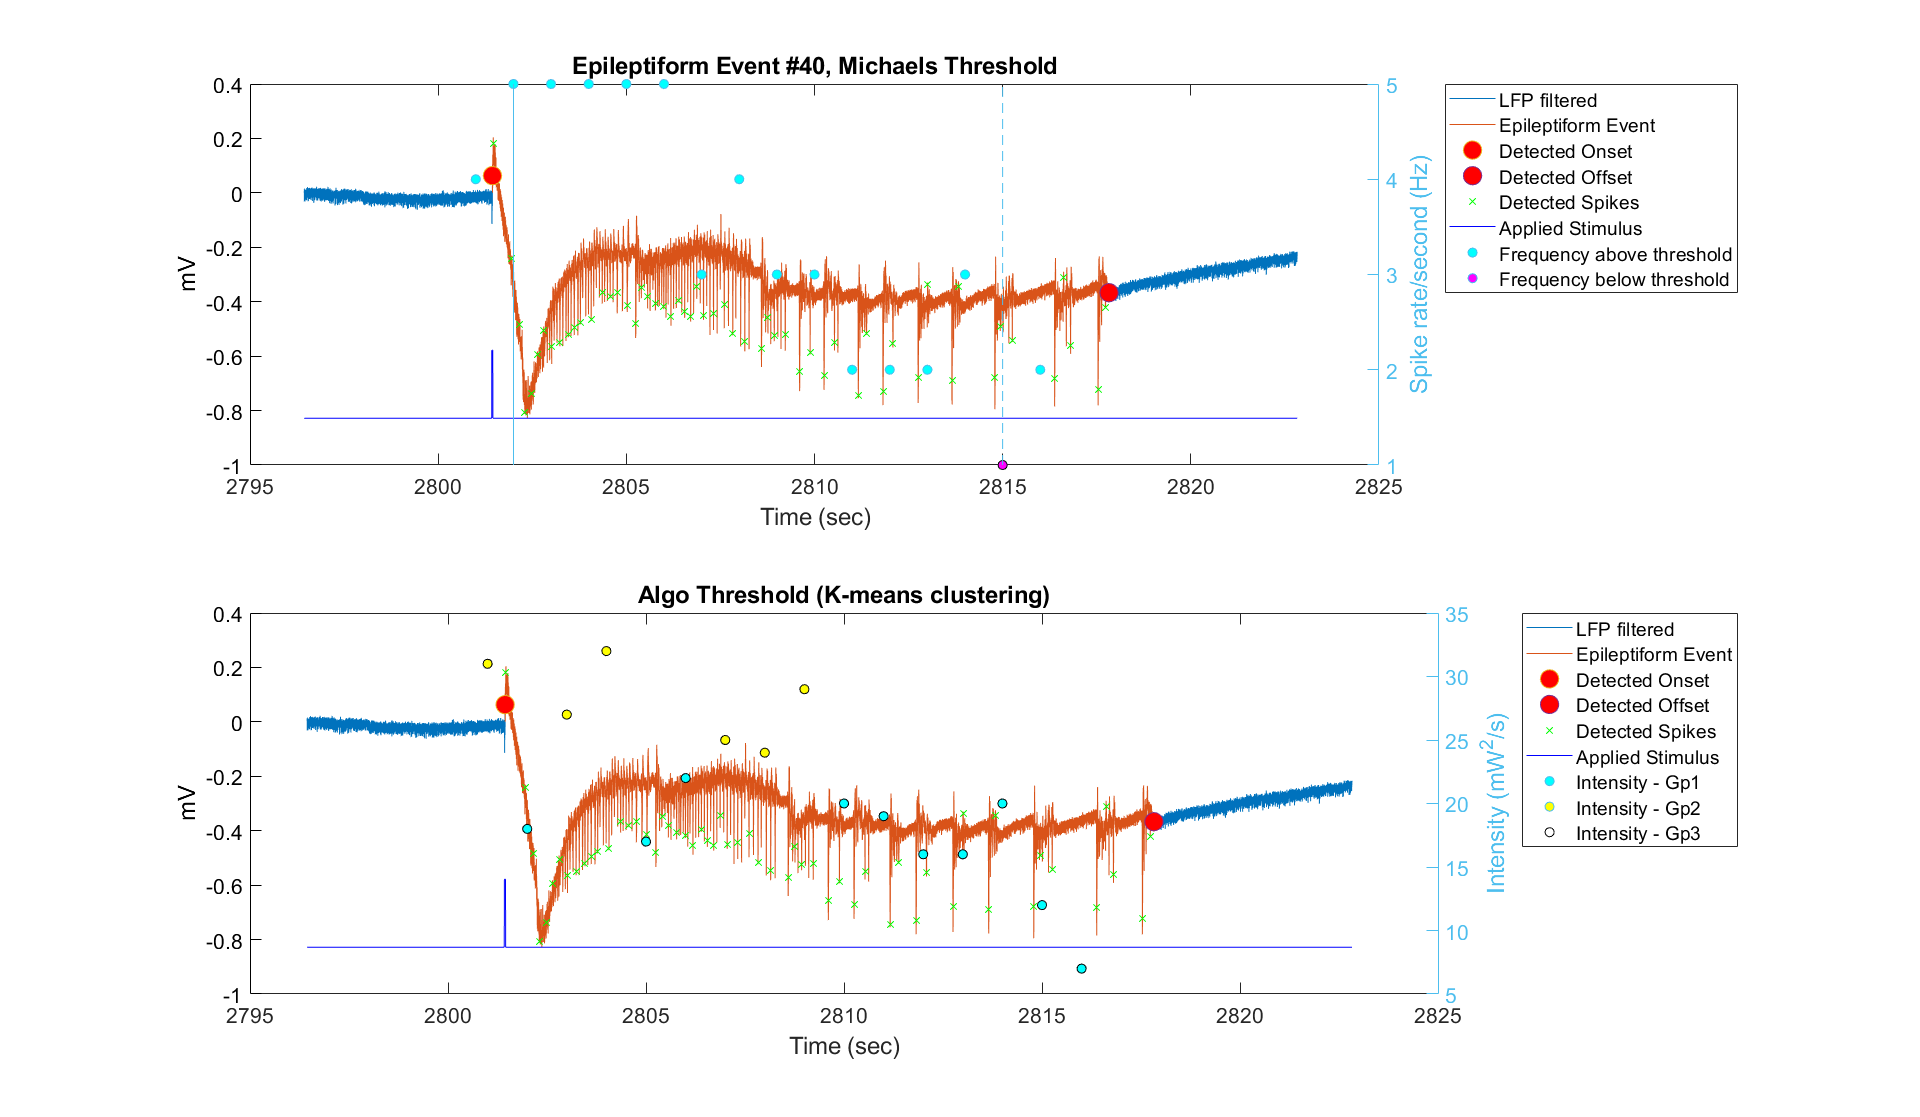 Epileptiform Event #40, Michaels Threshold
0.4
0.2
0
-0.2
-0.4
-0.6
-0.8
-1
mV
2795
2800
2805
2810
2815
2820
2825
Time (sec)
5
4
3
2
1
Spike rate/second (Hz)
LFP filtered
Epileptiform Event
Detected Onset
Detected Offset
Detected Spikes
Applied Stimulus
Frequency above threshold
Frequency below threshold
Algo Threshold (K-means clustering)
0.4
0.2
0
-0.2
-0.4
-0.6
-0.8
-1
mV
2795
2800
2805
2810
2815
2820
2825
Time (sec)
35
30
25
20
15
10
5
Intensity (mW²/s)
LFP filtered
Epileptiform Event
Detected Onset
Detected Offset
Detected Spikes
Applied Stimulus
Intensity - Gp1
Intensity - Gp2
Intensity - Gp3